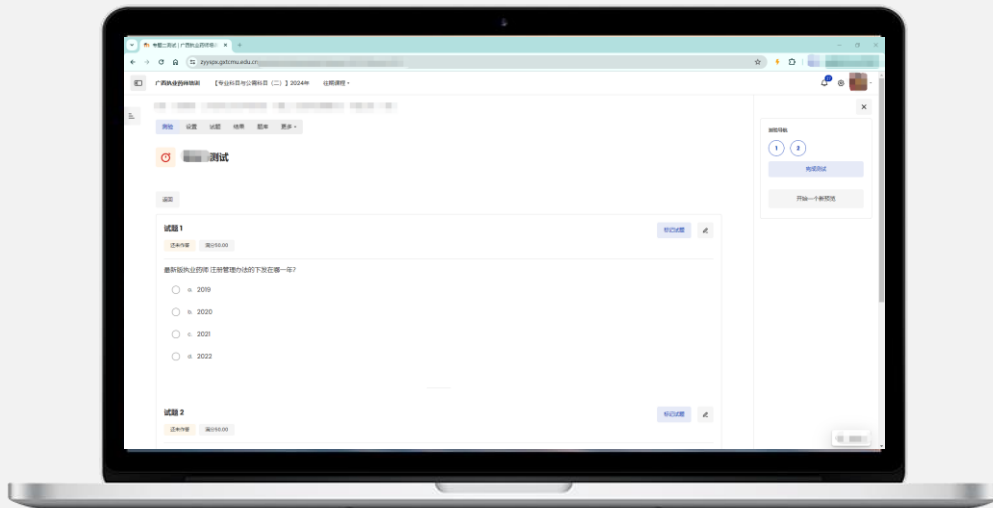 专题二测试 | 广西执业药师培训
zyyspx.gxtcmu.edu.cn
广西执业药师培训 【专业科目与公需科目（二）】2024年 往期课程
测验 设置 试题 结果 题库 更多
测试
返回
试题 1
还未作答 满分50.00
标记试题
最新版执业药师 注册管理办法的下发在哪一年？
a. 2019
b. 2020
c. 2021
d. 2022
试题 2
还未作答 满分50.00
标记试题
测验导航
1 2
完成测试
开始一个新预览